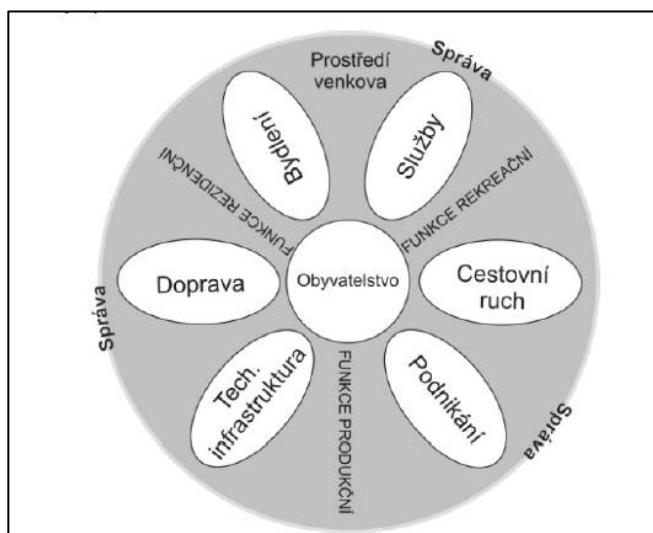 Prostředí
venkova
Správa
Bydlení
Služby
FUNKCE REZIDENČNÍ
FUNKCE REKREAČNÍ
Doprava
Obyvatelstvo
Cestovní
ruch
Správa
Tech.
infrastruktura
FUNKCE PRODUKČNÍ
Podnikání
Správa